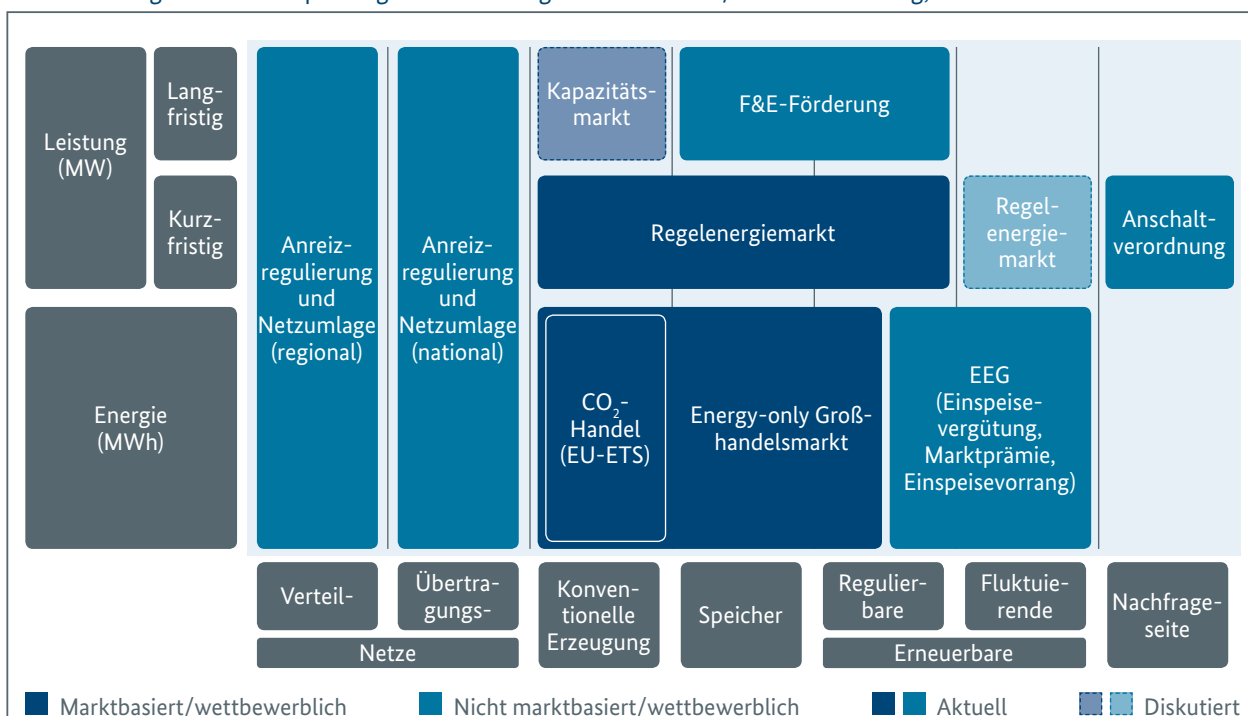 Leistung
(MW)
Lang-
fristig
Kurz-
fristig
Energie
(MWh)
Anreiz-
regulierung
und
Netzumlage
(regional)
Anreiz-
regulierung
und
Netzumlage
(national)
Kapazitäts-
markt
F&E-Förderung
Regelenergiemarkt
Regel-
energie-
markt
Anschalt-
verordnung
CO₂-
Handel
(EU-ETS)
Energy-only Groß-
handelsmarkt
EEG
(Einspeise-
vergütung,
Marktprämie,
Einspeisevorrang)
Verteil-
Übertra-
gungs-
Netze
Konven-
tionelle
Erzeugung
Speicher
Regulier-
bare
Fluktuie-
rende
Erneuerbare
Nachfrage-
seite
Marktbasiert/wettbewerblich
Nicht marktbasiert/wettbewerblich
Aktuell
Diskutiert